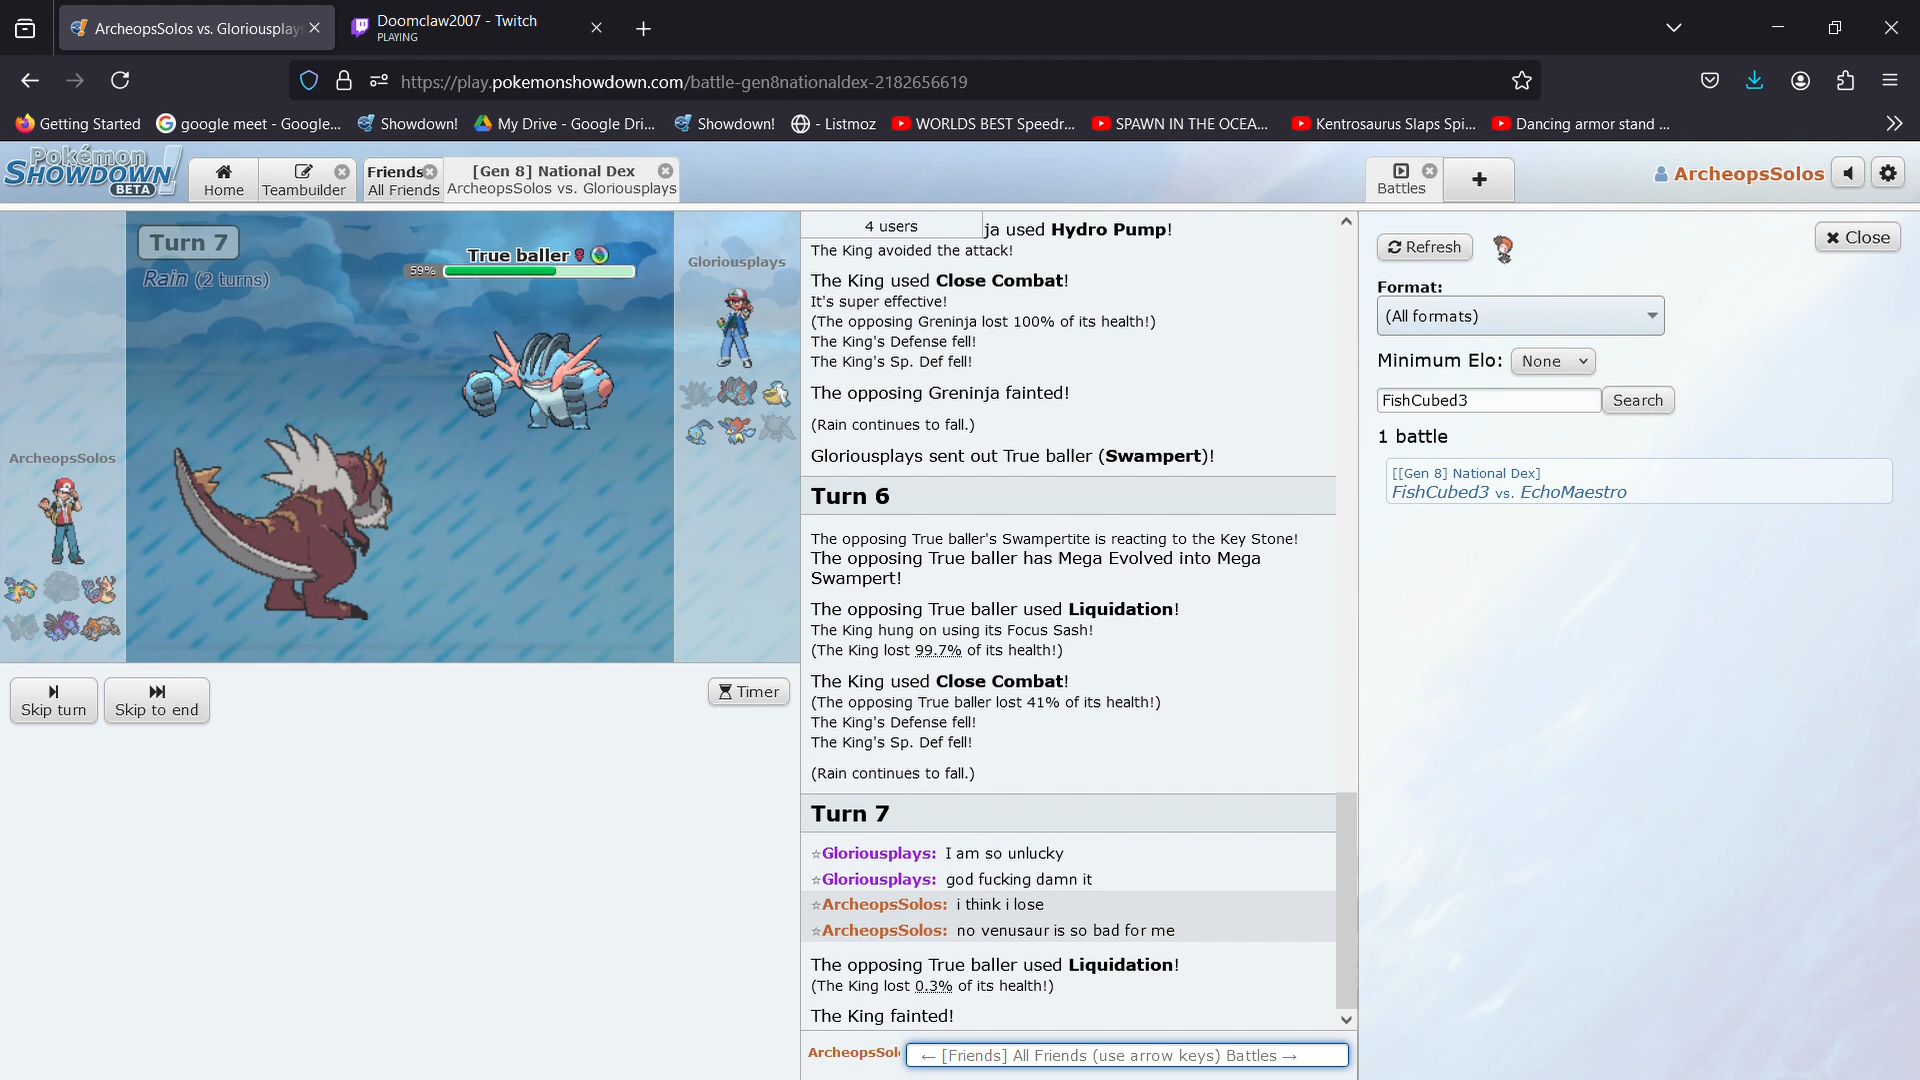 ArcheopsSolos vs. Gloriousplays
Doomclaw2007 - Twitch
PLAYING
https://play.pokemonshowdown.com/battle-gen8nationaldex-2182656619
Getting Started
google meet - Google...
Showdown!
My Drive - Google Dri...
Showdown!
- Listmoz
WORLDS BEST Speedr...
SPAWN IN THE OCEA...
Kentrosaurus Slaps Spi...
Dancing armor stand ...
Pokémon
SHOWDOWN!
BETA
Home
Teambuilder
Friends
All Friends
[Gen 8] National Dex
ArcheopsSolos vs. Gloriousplays
Battles
ArcheopsSolos
Turn 7
Rain (2 turns)
True baller
59%
Gloriousplays
ArcheopsSolos
Skip turn
Skip to end
Timer
4 users
ja used Hydro Pump!
The King avoided the attack!
The King used Close Combat!
It's super effective!
(The opposing Greninja lost 100% of its health!)
The King's Defense fell!
The King's Sp. Def fell!
The opposing Greninja fainted!
(Rain continues to fall.)
Gloriousplays sent out True baller (Swampert)!
Turn 6
The opposing True baller's Swampertite is reacting to the Key Stone!
The opposing True baller has Mega Evolved into Mega
Swampert!
The opposing True baller used Liquidation!
The King hung on using its Focus Sash!
(The King lost 99.7% of its health!)
The King used Close Combat!
(The opposing True baller lost 41% of its health!)
The King's Defense fell!
The King's Sp. Def fell!
(Rain continues to fall.)
Turn 7
☆Gloriousplays: I am so unlucky
☆Gloriousplays: god fucking damn it
☆ArcheopsSolos: i think i lose
☆ArcheopsSolos: no venusaur is so bad for me
The opposing True baller used Liquidation!
(The King lost 0.3% of its health!)
The King fainted!
ArcheopsSol
← [Friends] All Friends (use arrow keys) Battles →
Refresh
Close
Format:
(All formats)
Minimum Elo: None
FishCubed3
Search
1 battle
[[Gen 8] National Dex]
FishCubed3 vs. EchoMaestro